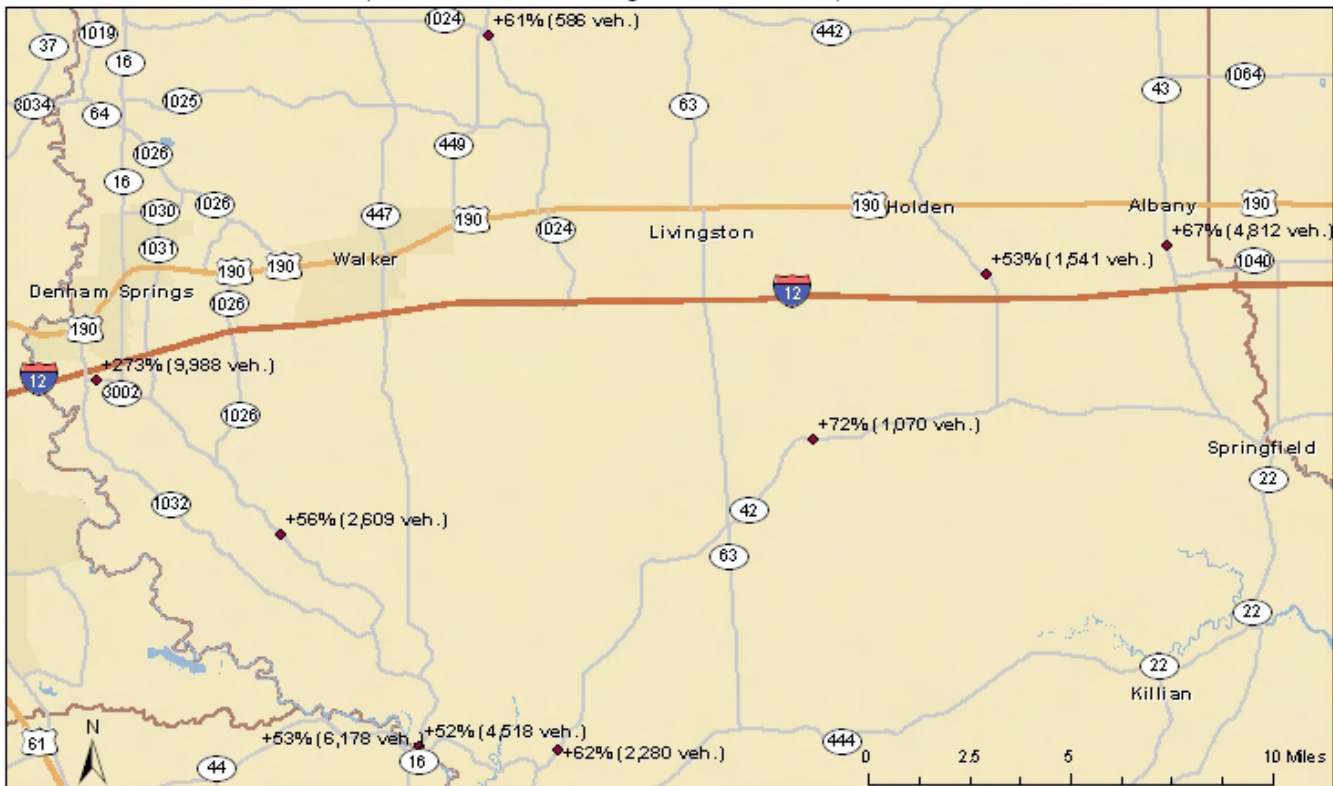 1024
+61% (586 veh.)
442
1019
37
16
1064
43
1025
3034
64
63
449
1026
16
1026
1030
447
190
190
Holden
Albany
190
1024
Livingston
1031
Walker
+67% (4,812 veh.)
190
190
+53% (1,541 veh.)
1040
Denham Springs
12
1026
190
+273% (9,988 veh.)
12
3002
1026
+72% (1,070 veh.)
Springfield
22
1032
42
+56% (2,609 veh.)
63
22
22
Killian
N
61
+53% (6,178 veh.)
+52% (4,518 veh.)
+62% (2,280 veh.)
444
16
44
0 2.5 5 10 Miles